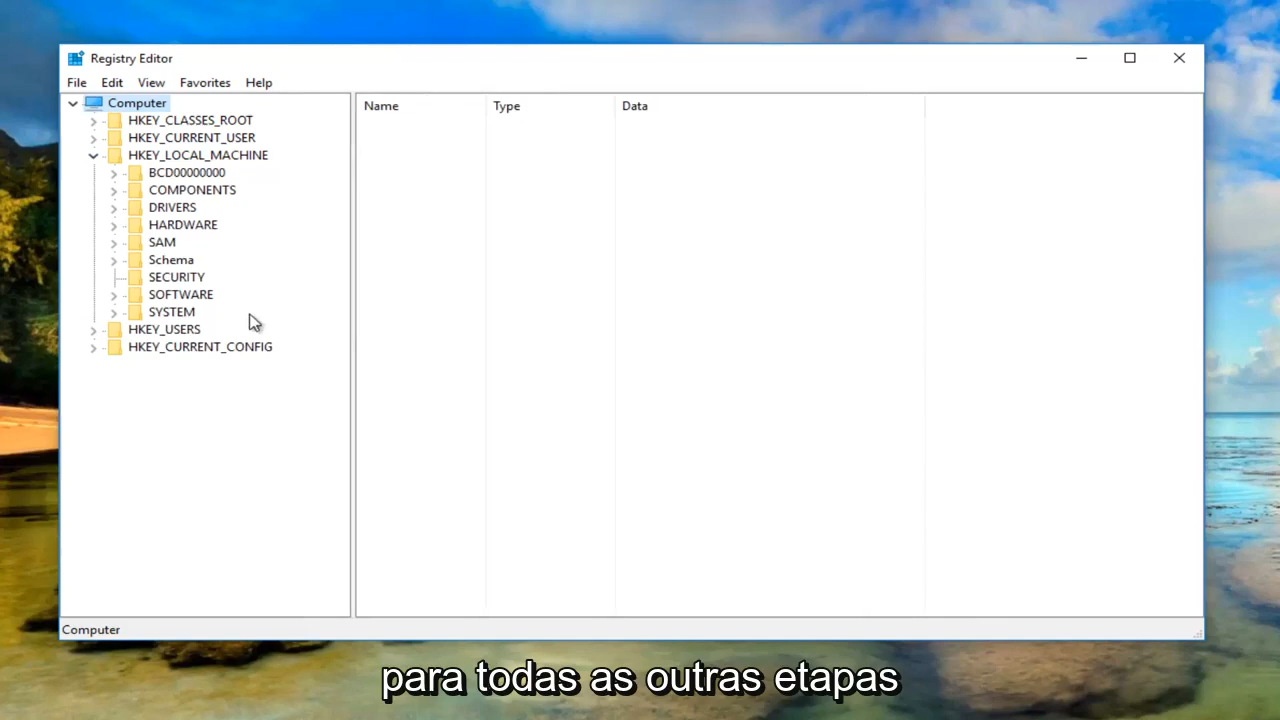 Registry Editor
File Edit View Favorites Help
Computer
HKEY_CLASSES_ROOT
HKEY_CURRENT_USER
HKEY_LOCAL_MACHINE
BCD00000000
COMPONENTS
DRIVERS
HARDWARE
SAM
Schema
SECURITY
SOFTWARE
SYSTEM
HKEY_USERS
HKEY_CURRENT_CONFIG
Name Type Data
Computer
para todas as outras etapas